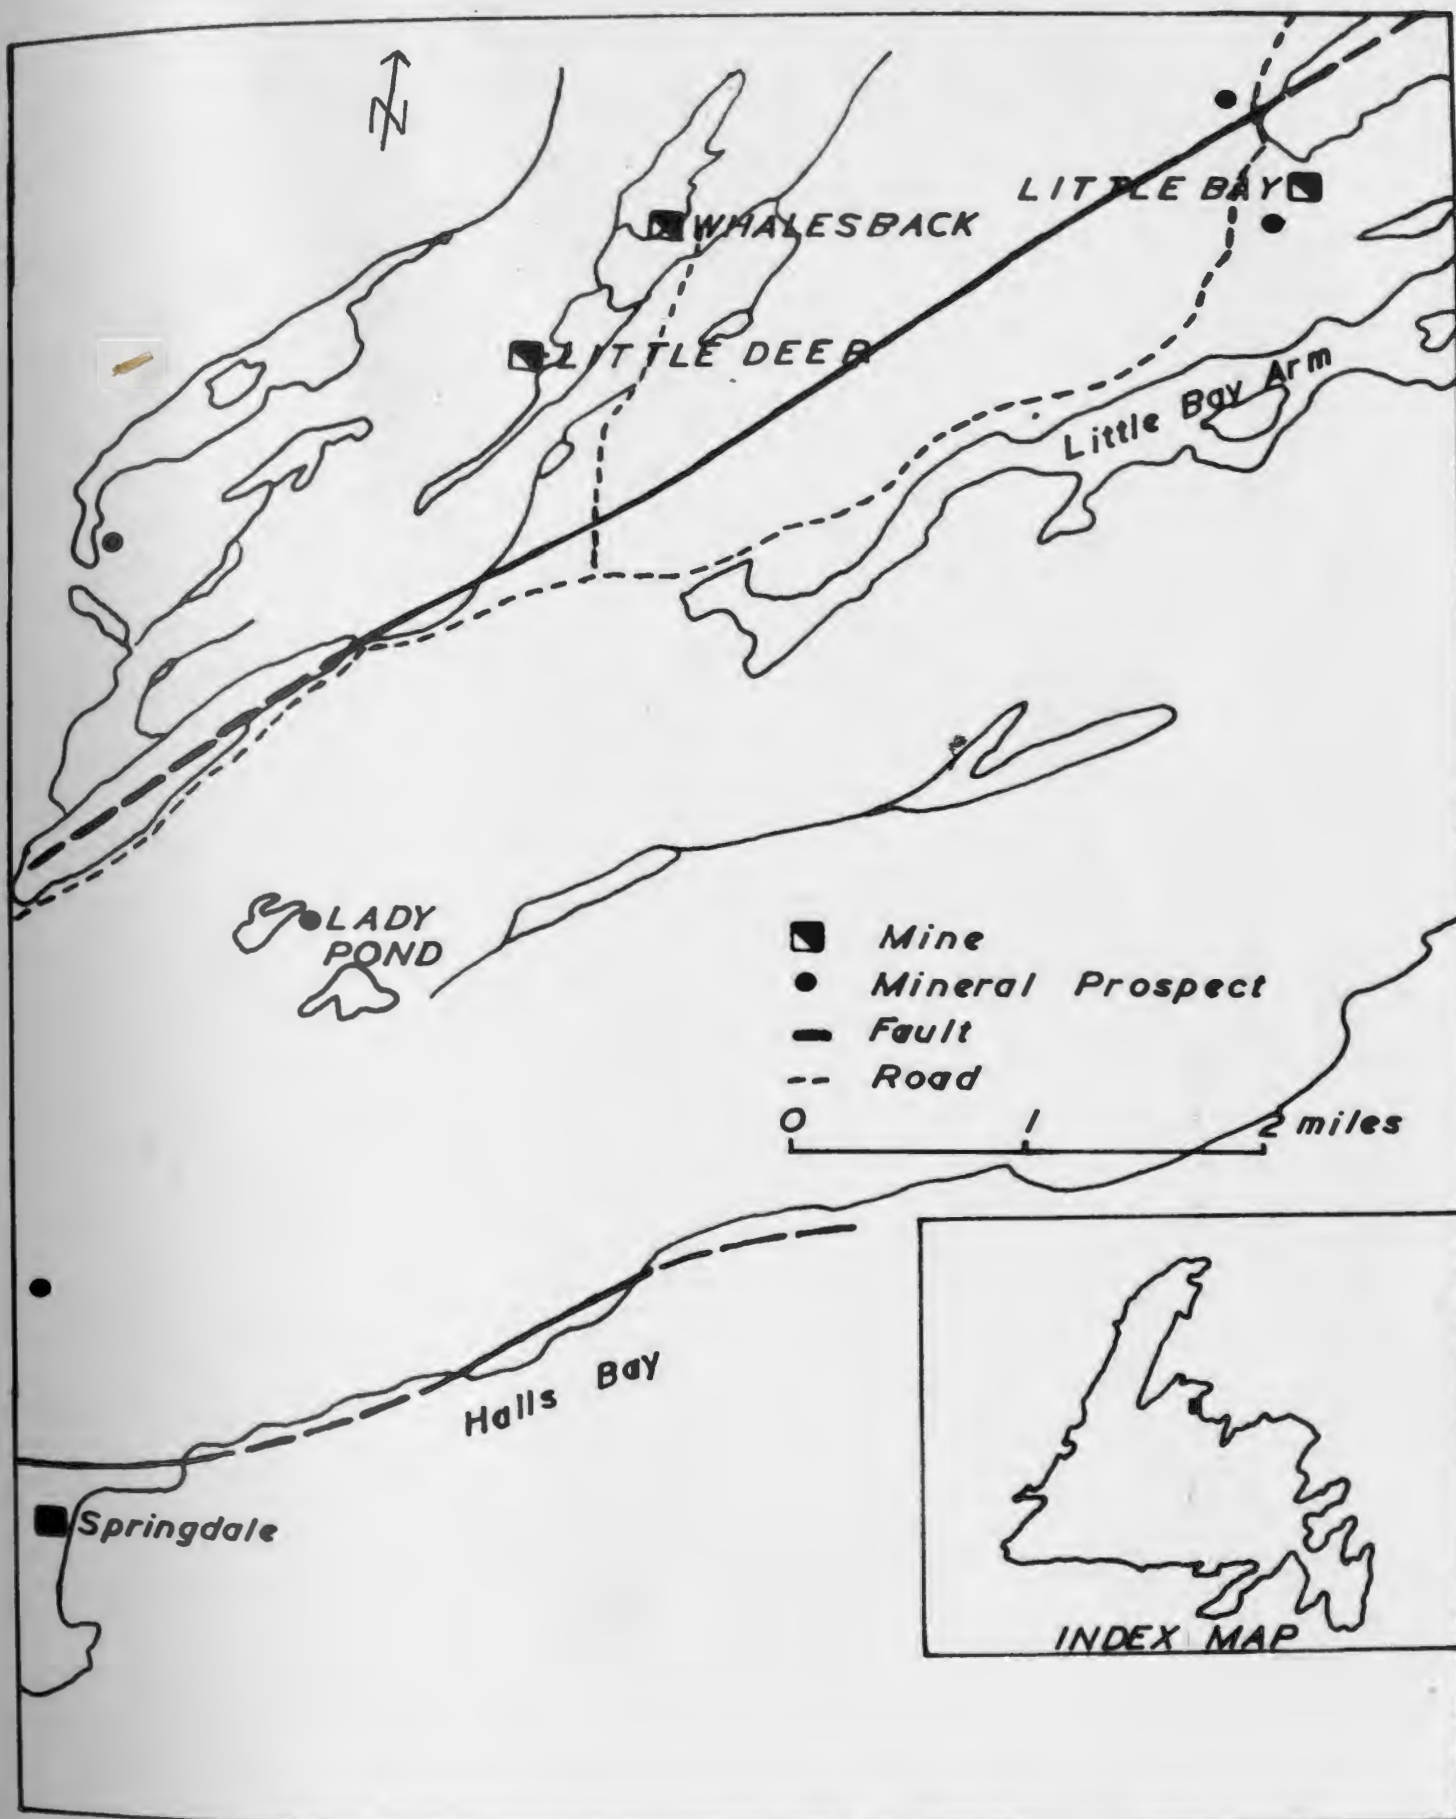 N
LITTLE BAY
WHALESBACK
LITTLE DEER
Little Bay Arm
LADY
POND
Mine
Mineral Prospect
Fault
Road
0 1 2 miles
Halls Bay
Springdale
INDEX MAP